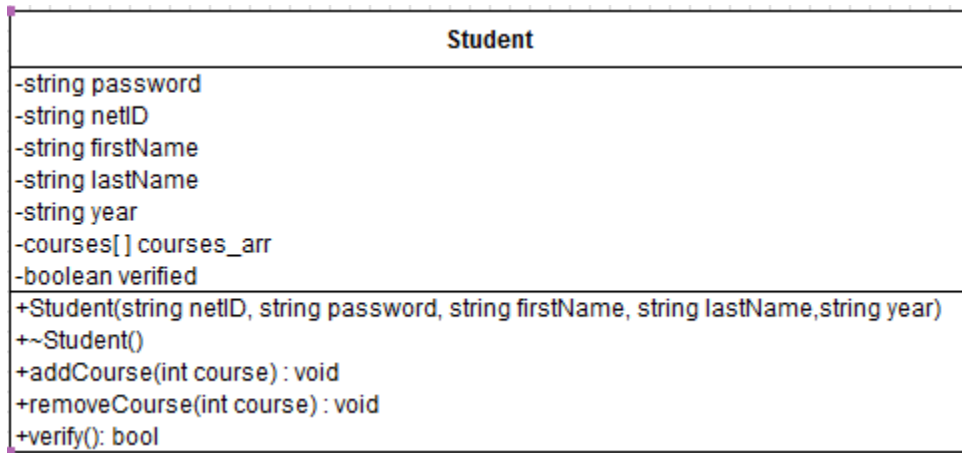 Student
-string password
-string netID
-string firstName
-string lastName
-string year
-courses[ ] courses_arr
-boolean verified
+Student(string netID, string password, string firstName, string lastName,string year)
+~Student()
+addCourse(int course) : void
+removeCourse(int course) : void
+verify(): bool